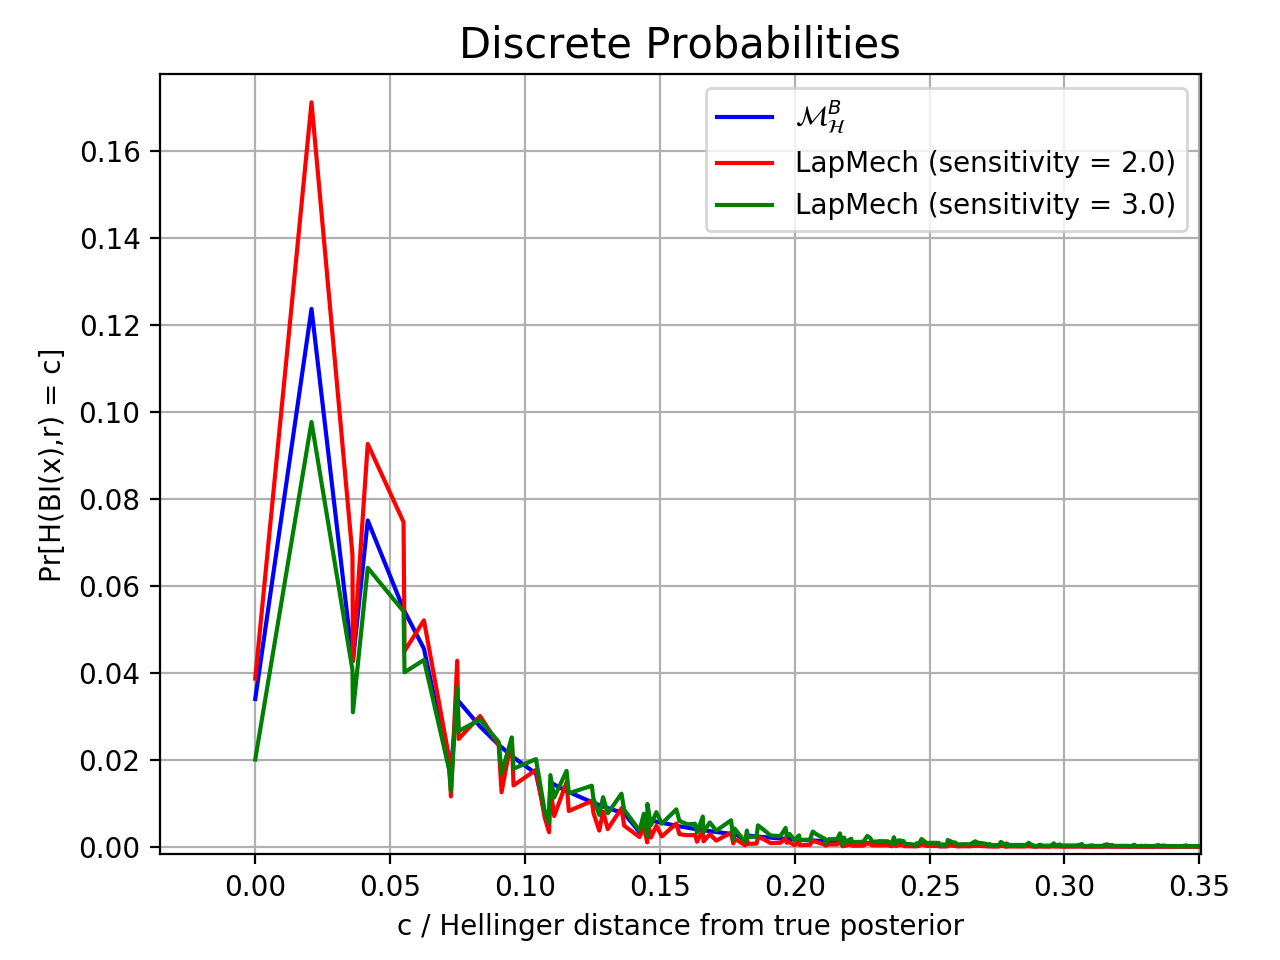 Discrete Probabilities
$\mathcal{M}_{\mathcal{H}}^{B}$
LapMech (sensitivity = 2.0)
LapMech (sensitivity = 3.0)
Pr[H(BI(x),r) = c]
0.16
0.14
0.12
0.10
0.08
0.06
0.04
0.02
0.00
0.00 0.05 0.10 0.15 0.20 0.25 0.30 0.35
c / Hellinger distance from true posterior